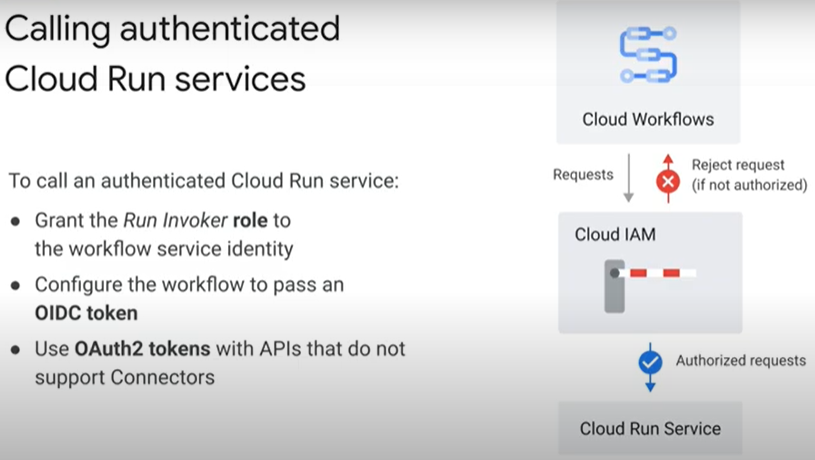 Calling authenticated
Cloud Run services
To call an authenticated Cloud Run service:
● Grant the Run Invoker role to
the workflow service identity
● Configure the workflow to pass an
OIDC token
● Use OAuth2 tokens with APIs that do not
support Connectors
Cloud Workflows
Requests
Reject request
(if not authorized)
Cloud IAM
Authorized requests
Cloud Run Service